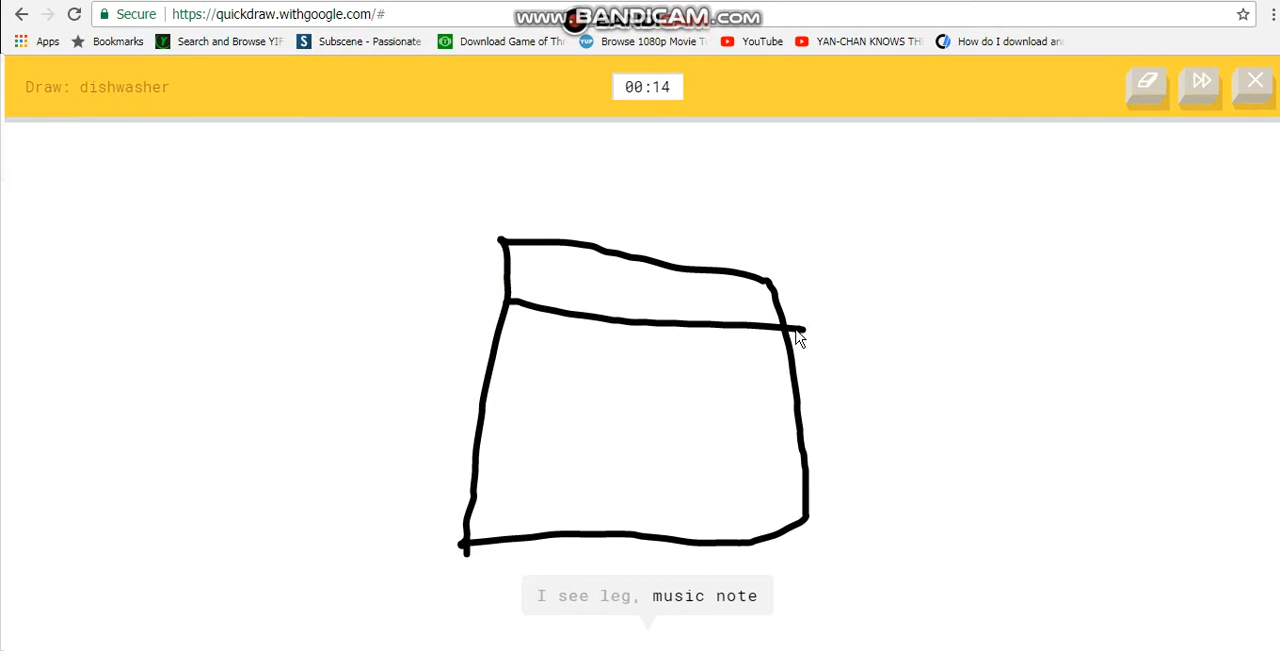 Secure https://quickdraw.withgoogle.com/#
www.BANDICAM.com
Apps Bookmarks Search and Browse YIF Subscene - Passionate Download Game of Thr Browse 1080p Movie T YouTube YAN-CHAN KNOWS TH How do I download an
Draw: dishwasher
00:14
I see leg, music note